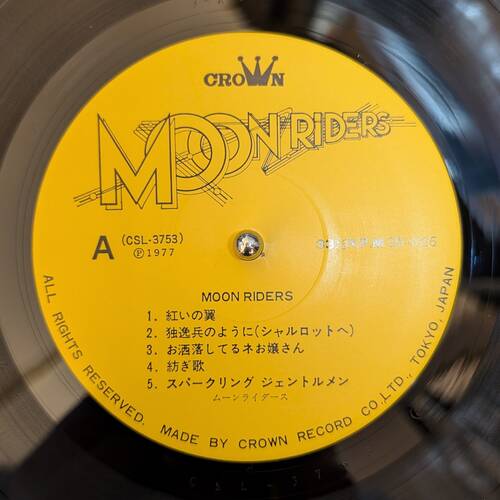 CROWN
MOON RIDERS
A
(CSL-3753)
Ⓟ1977
MOON RIDERS
1. 紅いの翼
2. 独逸兵のように(シャルロットへ)
3. お洒落してるネお嬢さん
4. 紡ぎ歌
5. スパークリング ジェントルメン
ムーンライダース
ALL RIGHTS RESERVED. MADE BY CROWN RECORD CO., LTD., TOKYO, JAPAN